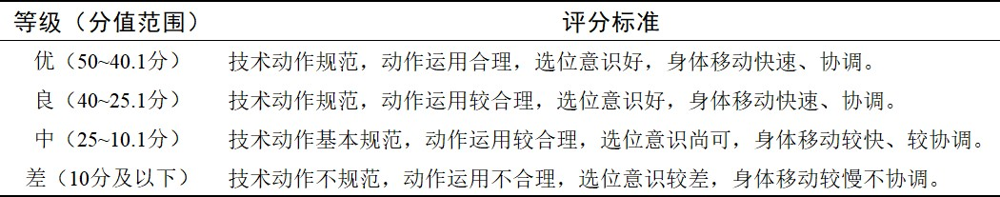 等级（分值范围） 评分标准
优（50~40.1分） 技术动作规范，动作运用合理，选位意识好，身体移动快速、协调。
良（40~25.1分） 技术动作规范，动作运用较合理，选位意识好，身体移动快速、协调。
中（25~10.1分） 技术动作基本规范，动作运用较合理，选位意识尚可，身体移动较快、较协调。
差（10分及以下） 技术动作不规范，动作运用不合理，选位意识较差，身体移动较慢不协调。